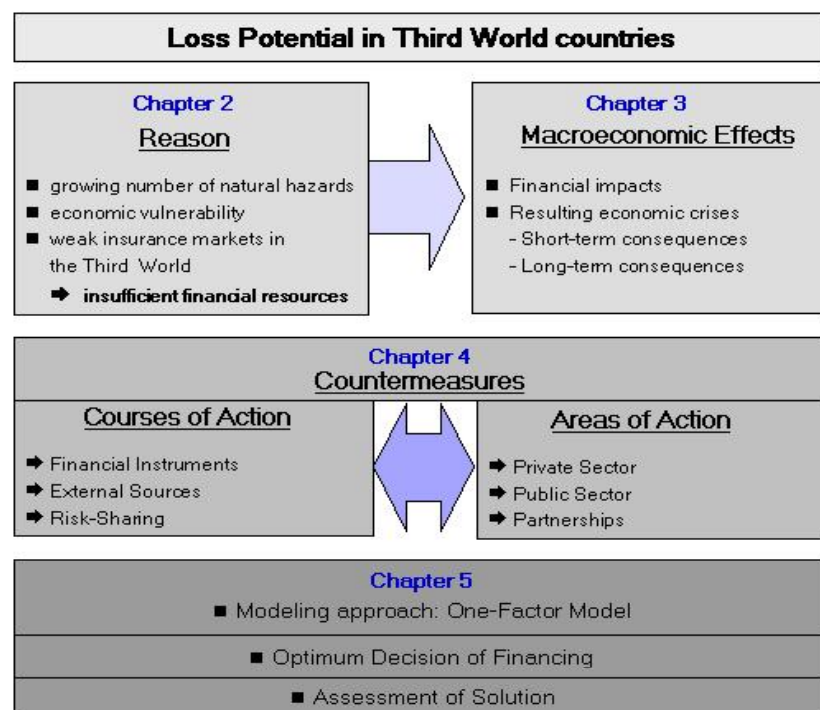 Loss Potential in Third World countries
Chapter 2
Reason
■ growing number of natural hazards
■ economic vulnerability
■ weak insurance markets in
the Third World
➔ insufficient financial resources
Chapter 3
Macroeconomic Effects
■ Financial impacts
■ Resulting economic crises
- Short-term consequences
- Long-term consequences
Chapter 4
Countermeasures
Courses of Action
➔ Financial Instruments
➔ External Sources
➔ Risk-Sharing
Areas of Action
➔ Private Sector
➔ Public Sector
➔ Partnerships
Chapter 5
■ Modeling approach: One-Factor Model
■ Optimum Decision of Financing
■ Assessment of Solution